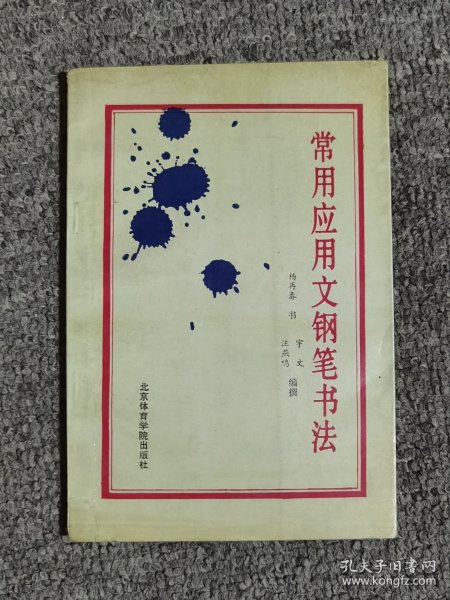 常用应用文钢笔书法
杨再春 书
宇文
汪燕鸣 编撰
北京体育学院出版社
孔夫子旧书网
www.kongfz.com